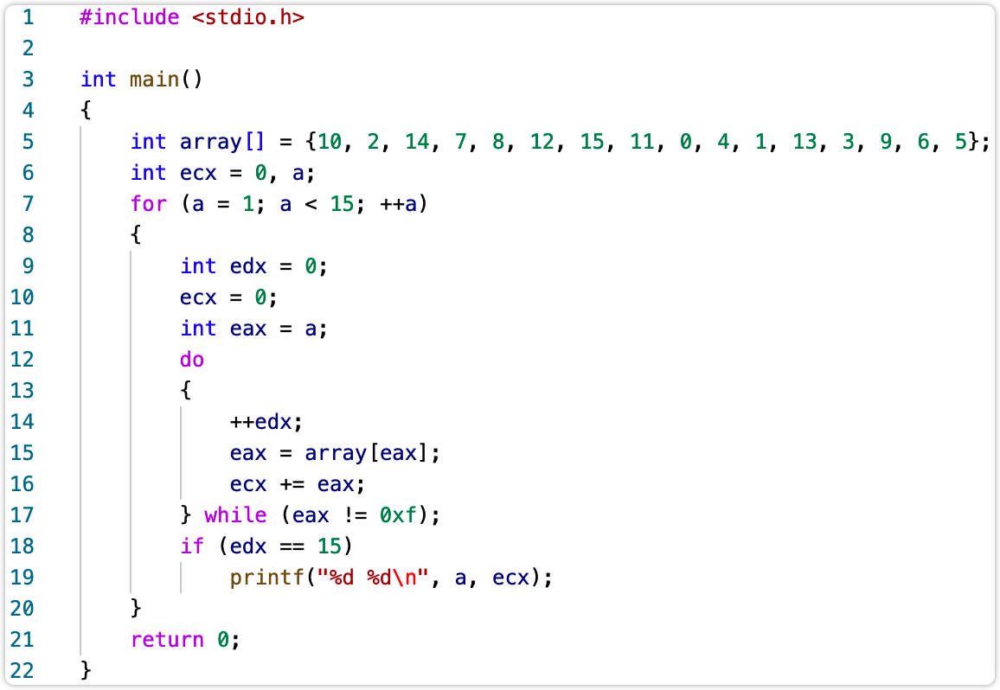 1 #include <stdio.h>
2
3 int main()
4 {
5     int array[] = {10, 2, 14, 7, 8, 12, 15, 11, 0, 4, 1, 13, 3, 9, 6, 5};
6     int ecx = 0, a;
7     for (a = 1; a < 15; ++a)
8     {
9         int edx = 0;
10         ecx = 0;
11         int eax = a;
12         do
13         {
14             ++edx;
15             eax = array[eax];
16             ecx += eax;
17         } while (eax != 0xf);
18         if (edx == 15)
19             printf("%d %d\n", a, ecx);
20     }
21     return 0;
22 }